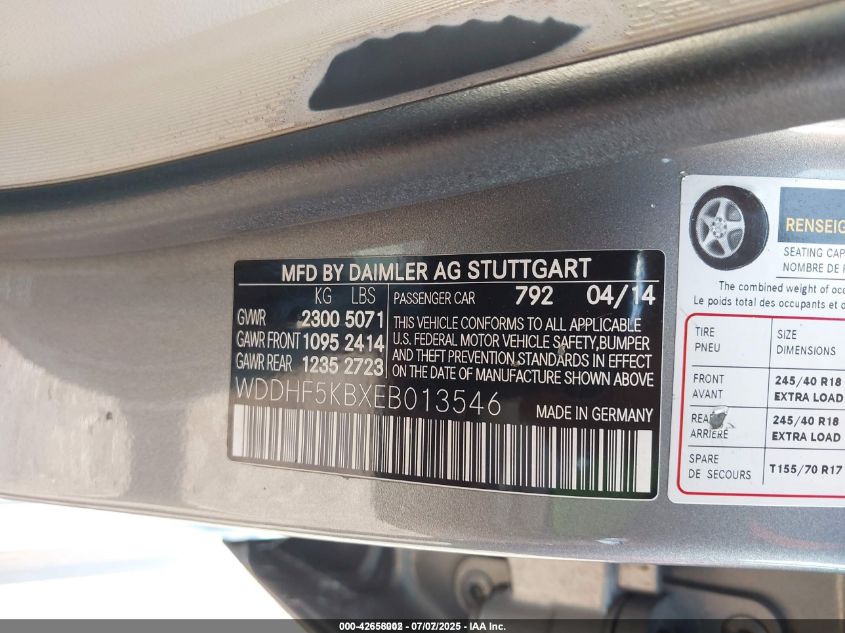 MFD BY DAIMLER AG STUTTGART
KG LBS
GVWR 2300 5071
GAWR FRONT 1095 2414
GAWR REAR 1235 2723
PASSENGER CAR 792 04/14
THIS VEHICLE CONFORMS TO ALL APPLICABLE
U.S. FEDERAL MOTOR VEHICLE SAFETY,BUMPER
AND THEFT PREVENTION STANDARDS IN EFFECT
ON THE DATE OF MANUFACTURE SHOWN ABOVE
WDDHF5KBXEB013546
MADE IN GERMANY
RENSEIG
SEATING CAP
NOMBRE DE
The combined weight of occ
Le poids total des occupants et d
TIRE
PNEU
SIZE
DIMENSIONS
FRONT
AVANT
245/40 R18
EXTRA LOAD
REAR
ARRIÈRE
245/40 R18
EXTRA LOAD
SPARE
DE SECOURS
T155/70 R17
07/07/2025 - IAA Inc.